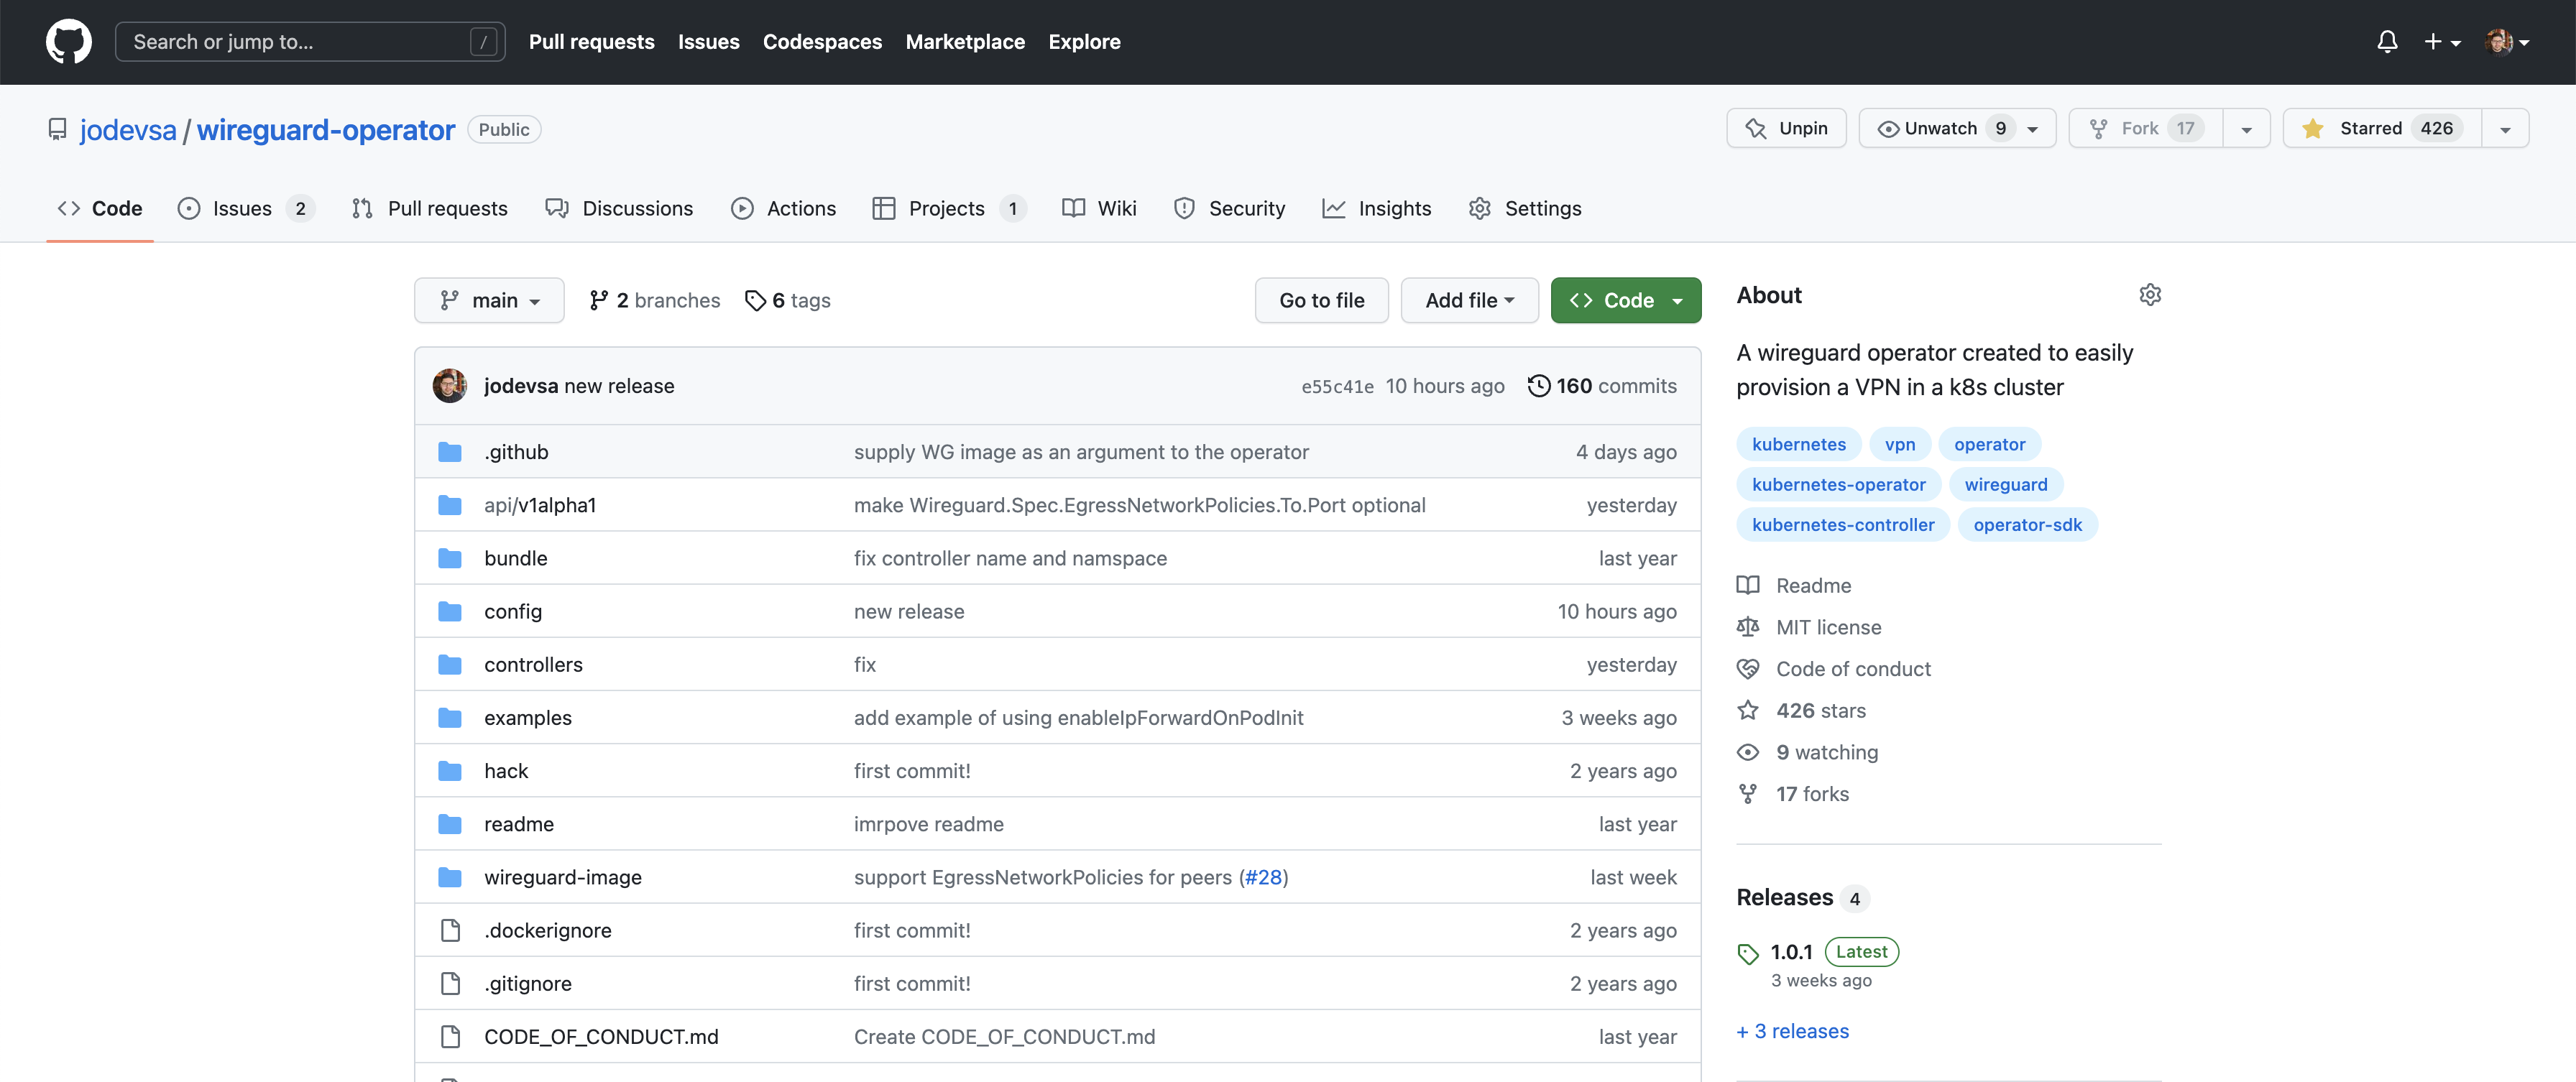 Search or jump to... / Pull requests Issues Codespaces Marketplace Explore
jodevsa / wireguard-operator Public Unpin Unwatch 9 Fork 17 Starred 426
Code Issues 2 Pull requests Discussions Actions Projects 1 Wiki Security Insights Settings
main 2 branches 6 tags Go to file Add file Code
jodevsa new release e55c41e 10 hours ago 160 commits
.github supply WG image as an argument to the operator 4 days ago
api/v1alpha1 make Wireguard.Spec.EgressNetworkPolicies.To.Port optional yesterday
bundle fix controller name and namspace last year
config new release 10 hours ago
controllers fix yesterday
examples add example of using enableIpForwardOnPodInit 3 weeks ago
hack first commit! 2 years ago
readme imrpove readme last year
wireguard-image support EgressNetworkPolicies for peers (#28) last week
.dockerignore first commit! 2 years ago
.gitignore first commit! 2 years ago
CODE_OF_CONDUCT.md Create CODE_OF_CONDUCT.md last year
About
A wireguard operator created to easily
provision a VPN in a k8s cluster
kubernetes vpn operator
kubernetes-operator wireguard
kubernetes-controller operator-sdk
Readme
MIT license
Code of conduct
426 stars
9 watching
17 forks
Releases 4
1.0.1 Latest
3 weeks ago
+ 3 releases